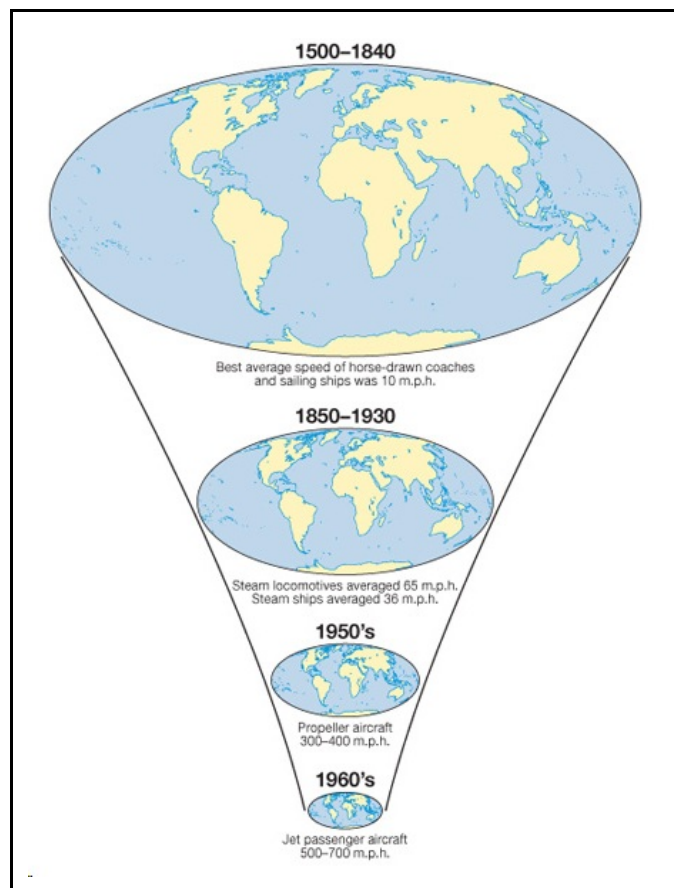 1500–1840
Best average speed of horse-drawn coaches
and sailing ships was 10 m.p.h.
1850–1930
Steam locomotives averaged 65 m.p.h.
Steam ships averaged 36 m.p.h.
1950's
Propeller aircraft
300–400 m.p.h.
1960's
Jet passenger aircraft
500–700 m.p.h.